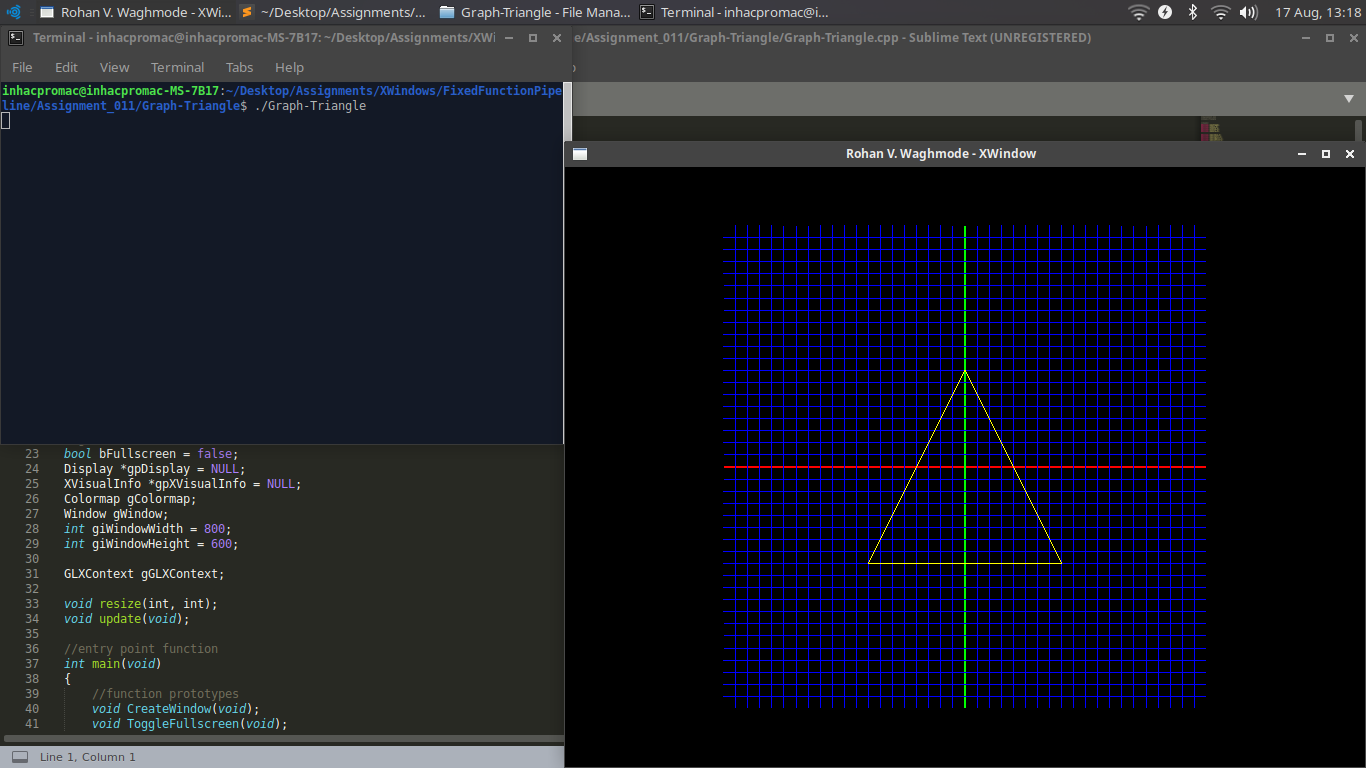 Rohan V. Waghmode - XWi...
~/Desktop/Assignments/...
Graph-Triangle - File Mana...
Terminal - inhacpromac@i...
17 Aug, 13:18
Terminal - inhacpromac@inhacpromac-MS-7B17: ~/Desktop/Assignments/XWi
e/Assignment_011/Graph-Triangle/Graph-Triangle.cpp - Sublime Text (UNREGISTERED)
File Edit View Terminal Tabs Help
inhacpromac@inhacpromac-MS-7B17:~/Desktop/Assignments/XWindows/FixedFunctionPipe
line/Assignment_011/Graph-Triangle$ ./Graph-Triangle
Rohan V. Waghmode - XWindow
23 bool bFullscreen = false;
24 Display *gpDisplay = NULL;
25 XVisualInfo *gpXVisualInfo = NULL;
26 Colormap gColormap;
27 Window gWindow;
28 int giWindowWidth = 800;
29 int giWindowHeight = 600;
30
31 GLXContext gGLXContext;
32
33 void resize(int, int);
34 void update(void);
35
36 //entry point function
37 int main(void)
38 {
39 //function prototypes
40 void CreateWindow(void);
41 void ToggleFullscreen(void);
Line 1, Column 1